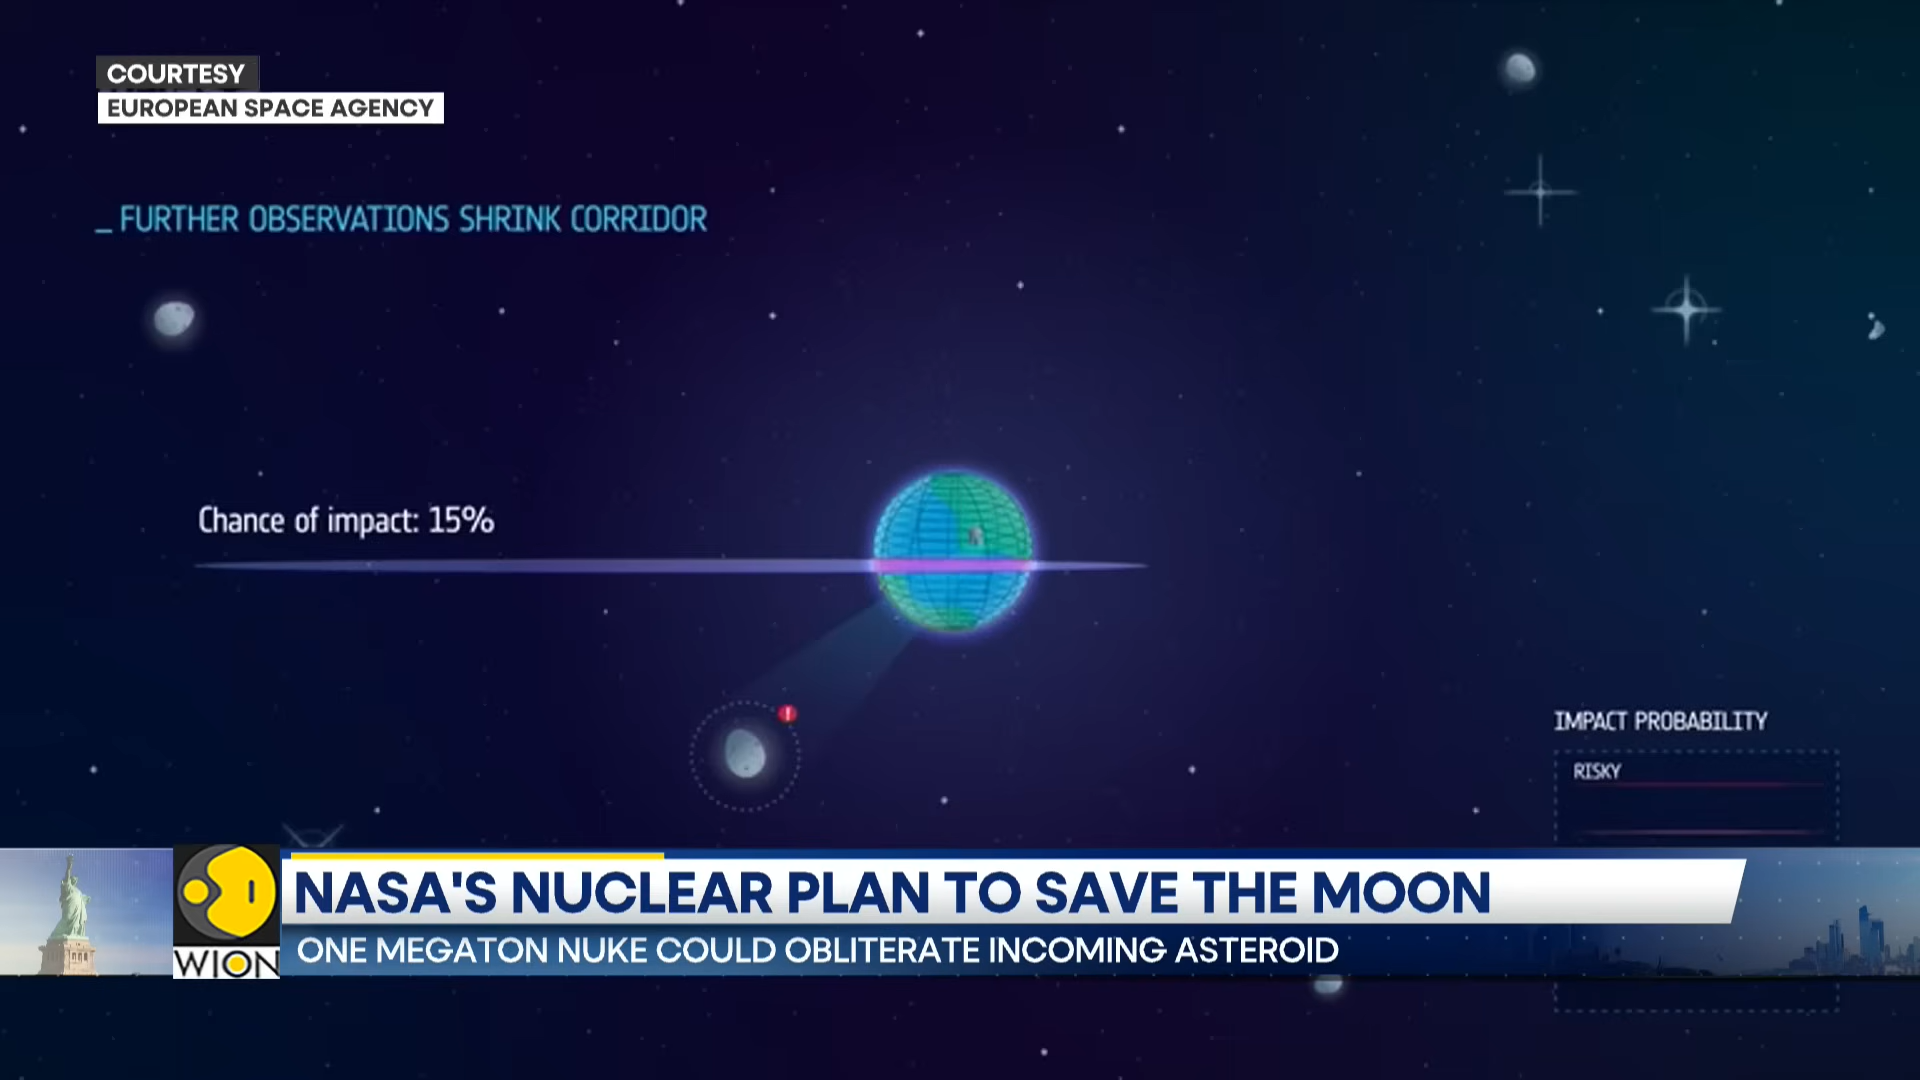 COURTESY
EUROPEAN SPACE AGENCY
_ FURTHER OBSERVATIONS SHRINK CORRIDOR
Chance of impact: 15%
!
IMPACT PROBABILITY
RISKY
NASA'S NUCLEAR PLAN TO SAVE THE MOON
ONE MEGATON NUKE COULD OBLITERATE INCOMING ASTEROID
WION